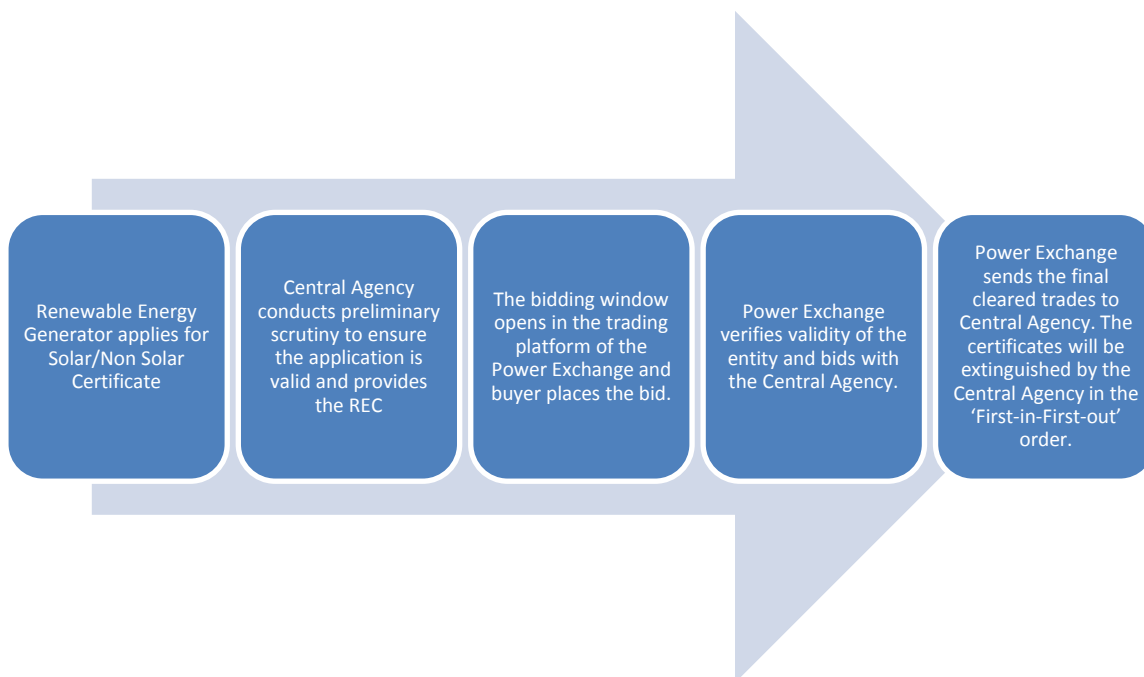 Renewable Energy
Generator applies for
Solar/Non Solar
Certificate
Central Agency
conducts preliminary
scrutiny to ensure
the application is
valid and provides
the REC
The bidding window
opens in the trading
platform of the
Power Exchange and
buyer places the bid.
Power Exchange
verifies validity of the
entity and bids with
the Central Agency.
Power Exchange
sends the final
cleared trades to
Central Agency. The
certificates will be
extinguished by the
Central Agency in the
‘First-in-First-out’
order.